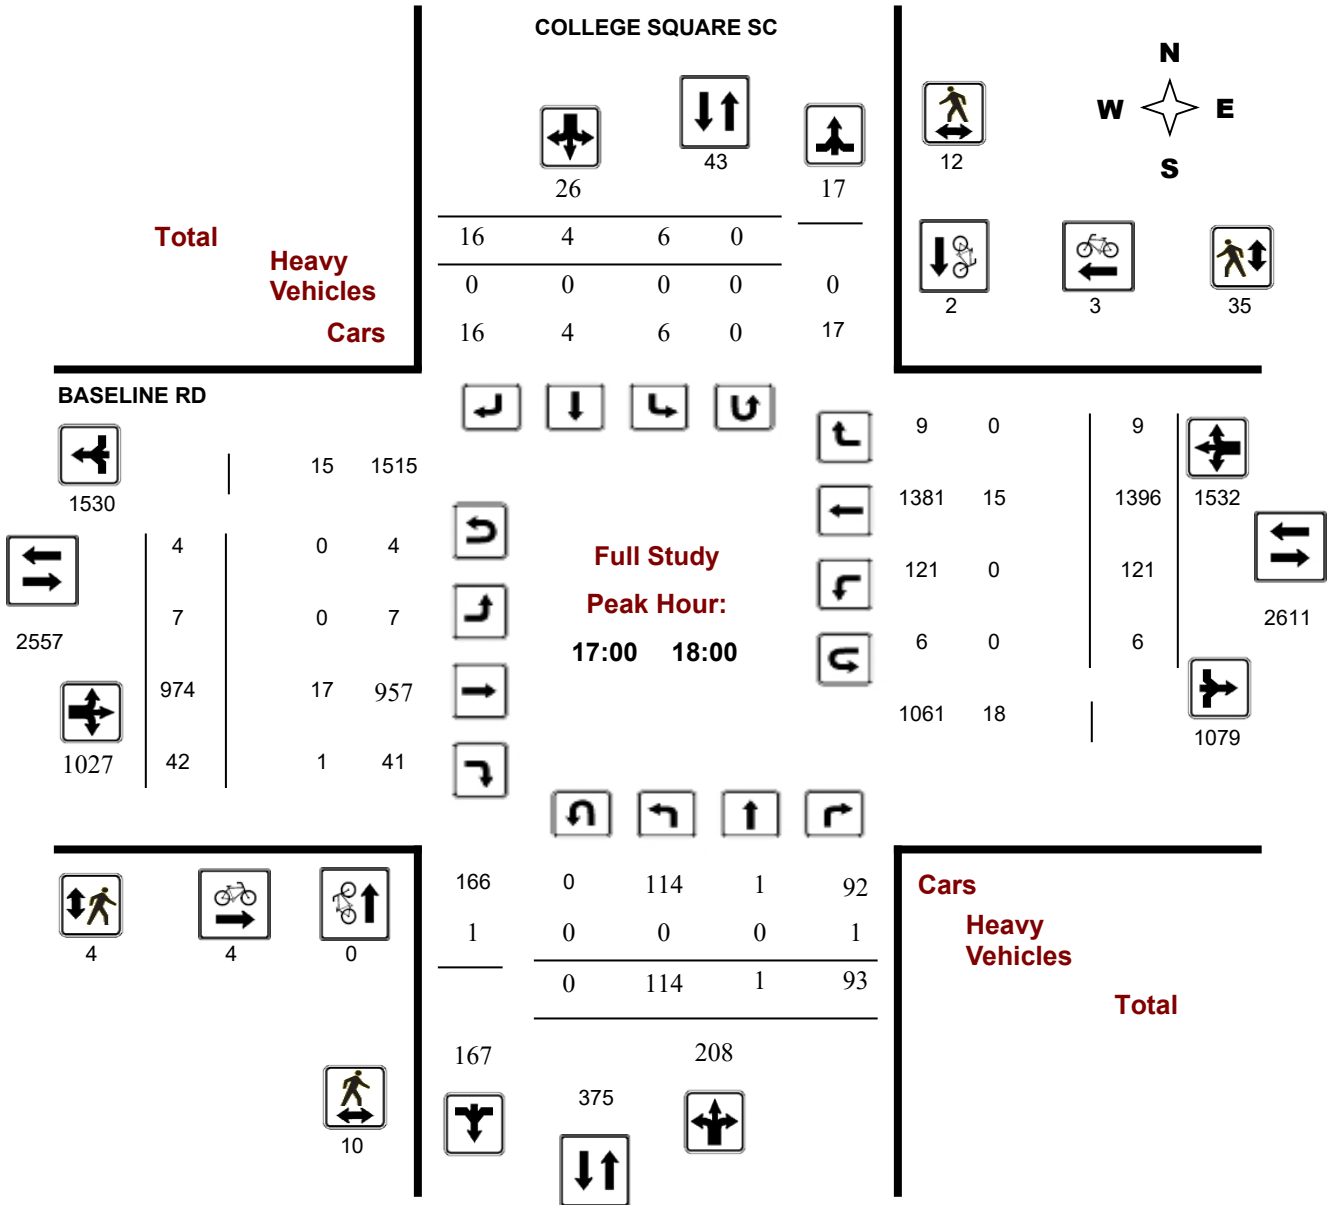 COLLEGE SQUARE SC
N
W E
S
43
12
26 17
Total
16 4 6 0
Heavy
Vehicles
0 0 0 0 0
Cars
16 4 6 0 17
2 3 35
BASELINE RD
15 1515
1530
4 0 4
7 0 7
2557
974 17 957
1027 42 1 41
Full Study
Peak Hour:
17:00 18:00
9 0 9
1381 15 1396 1532
121 0 121
2611
6 0 6
1061 18
1079
166 0 114 1 92
Cars
1 0 0 0 1
Heavy
Vehicles
4 4 0
0 114 1 93
Total
167 208
375
10